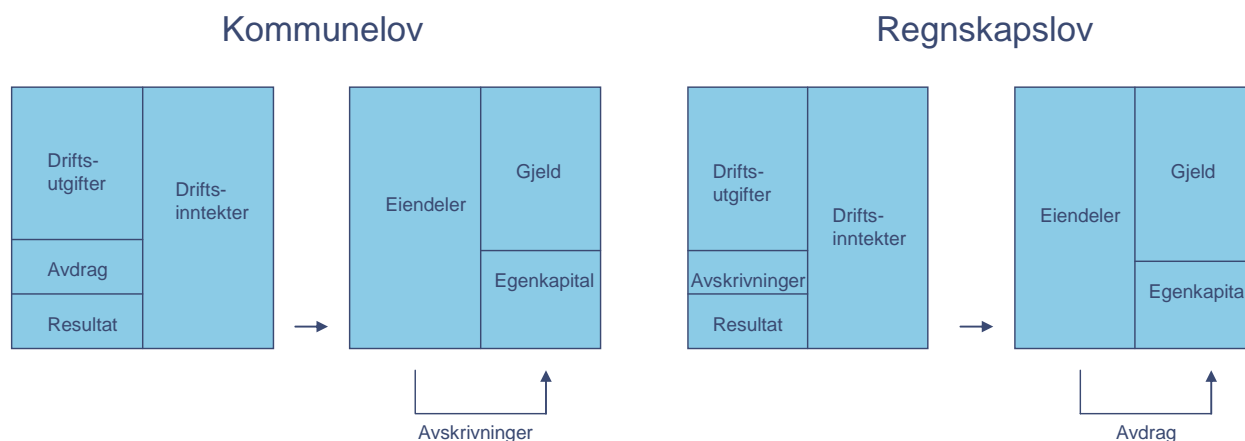 Kommunelov
Drifts-
utgifter
Avdrag
Resultat
Drifts-
inntekter
Eiendeler
Gjeld
Egenkapital
Avskrivninger
Regnskapslov
Drifts-
utgifter
Avskrivninger
Resultat
Drifts-
inntekter
Eiendeler
Gjeld
Egenkapital
Avdrag